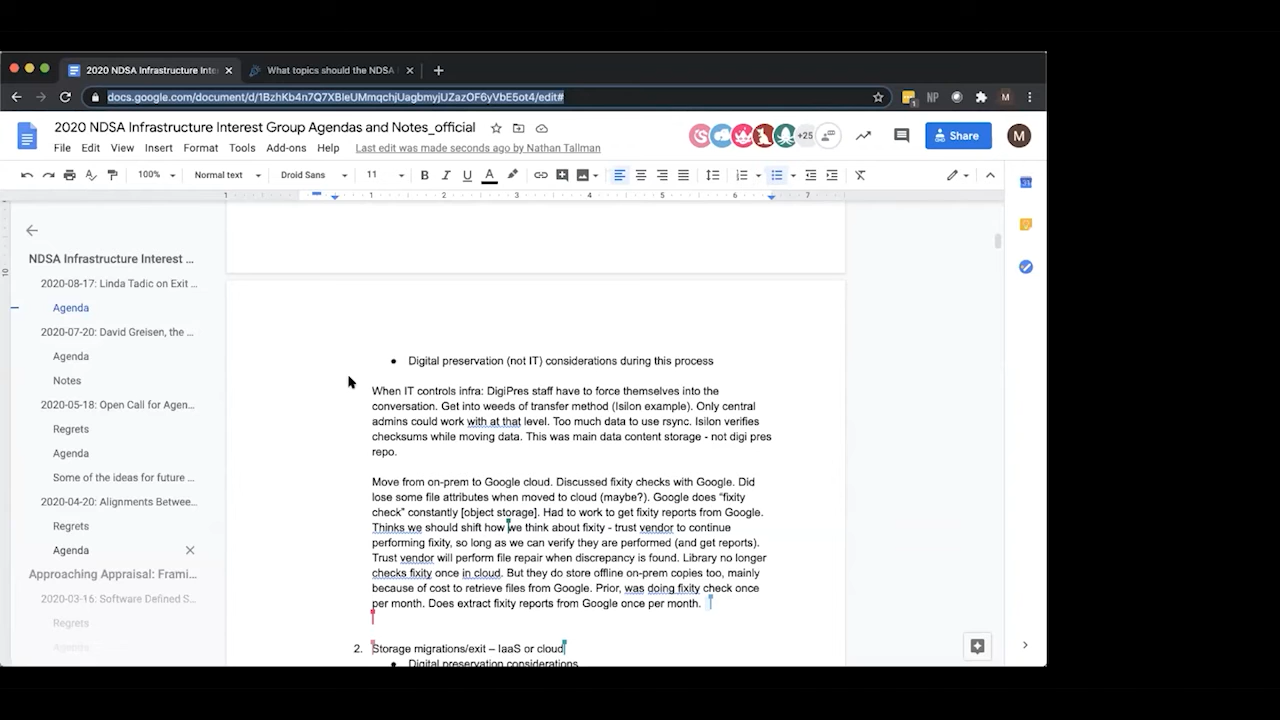 2020 NDSA Infrastructure Inte
What topics should the NDSA
docs.google.com/document/d/1BzhKb4n7Q7XBleUMmqchjUagbmyjUZazOF6yVbE5ot4/edit#
NP
M
2020 NDSA Infrastructure Interest Group Agendas and Notes_official
+25
Share
M
File Edit View Insert Format Tools Add-ons Help Last edit was made seconds ago by Nathan Tallman
100% Normal text Droid Sans 11 B I U A
1 1 2 3 4 5 6 7
NDSA Infrastructure Interest ...
2020-08-17: Linda Tadic on Exit ...
Agenda
2020-07-20: David Greisen, the ...
Agenda
Notes
2020-05-18: Open Call for Agen...
Regrets
Agenda
Some of the ideas for future ...
2020-04-20: Alignments Betwee...
Regrets
Agenda
Approaching Appraisal: Frami...
2020-03-16: Software Defined S...
Regrets
Agenda
• Digital preservation (not IT) considerations during this process
When IT controls infra: DigiPres staff have to force themselves into the
conversation. Get into weeds of transfer method (Isilon example). Only central
admins could work with at that level. Too much data to use rsync. Isilon verifies
checksums while moving data. This was main data content storage - not digi pres
repo.
Move from on-prem to Google cloud. Discussed fixity checks with Google. Did
lose some file attributes when moved to cloud (maybe?). Google does “fixity
check” constantly [object storage]. Had to work to get fixity reports from Google.
Thinks we should shift how we think about fixity - trust vendor to continue
performing fixity, so long as we can verify they are performed (and get reports).
Trust vendor will perform file repair when discrepancy is found. Library no longer
checks fixity once in cloud. But they do store offline on-prem copies too, mainly
because of cost to retrieve files from Google. Prior, was doing fixity check once
per month. Does extract fixity reports from Google once per month.
2. Storage migrations/exit – IaaS or cloud
• Digital preservation considerations